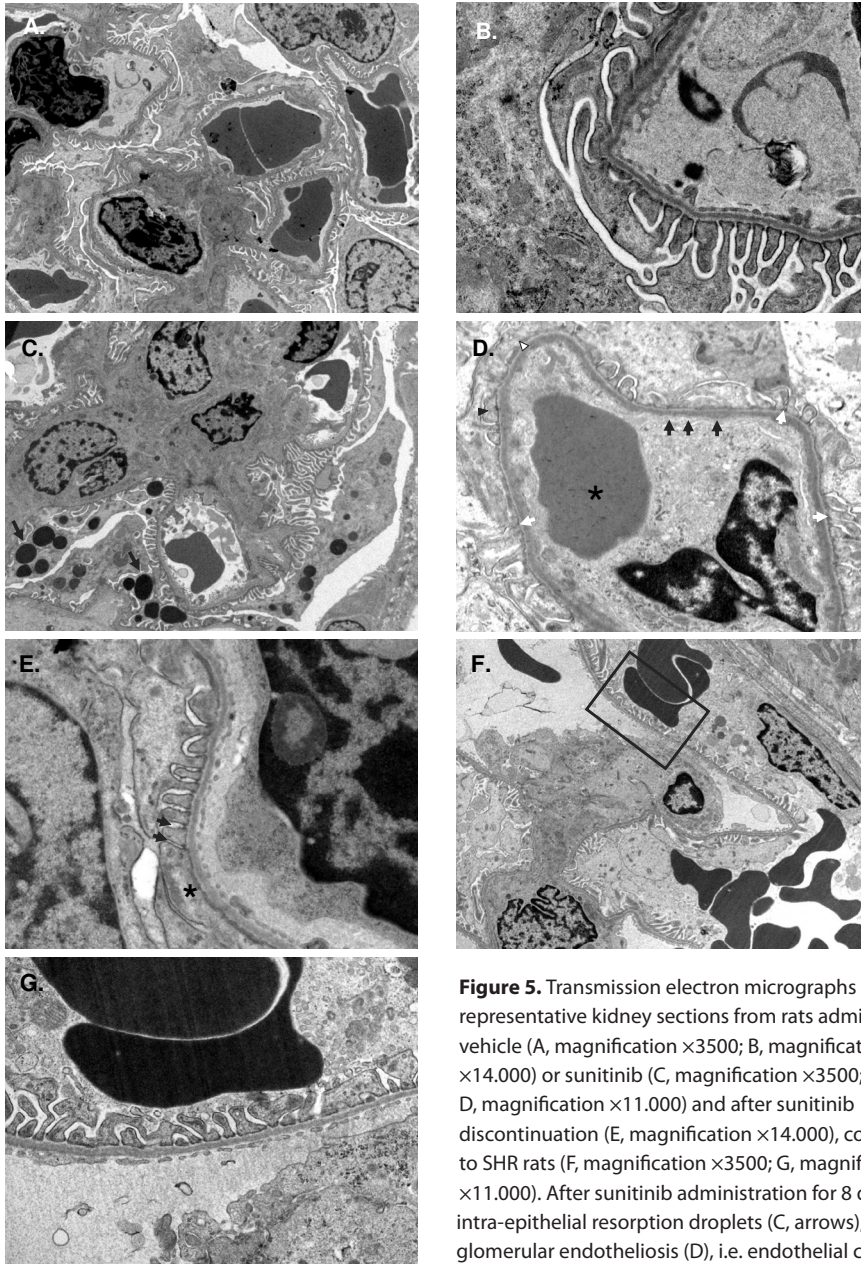 A.
B.
C.
D.
*
E.
*
F.
G.
Figure 5. Transmission electron micrographs
representative kidney sections from rats admi
vehicle (A, magnification ×3500; B, magnificat
×14.000) or sunitinib (C, magnification ×3500;
D, magnification ×11.000) and after sunitinib
discontinuation (E, magnification ×14.000), co
to SHR rats (F, magnification ×3500; G, magnif
×11.000). After sunitinib administration for 8 d
intra-epithelial resorption droplets (C, arrows),
glomerular endotheliosis (D), i.e. endothelial c